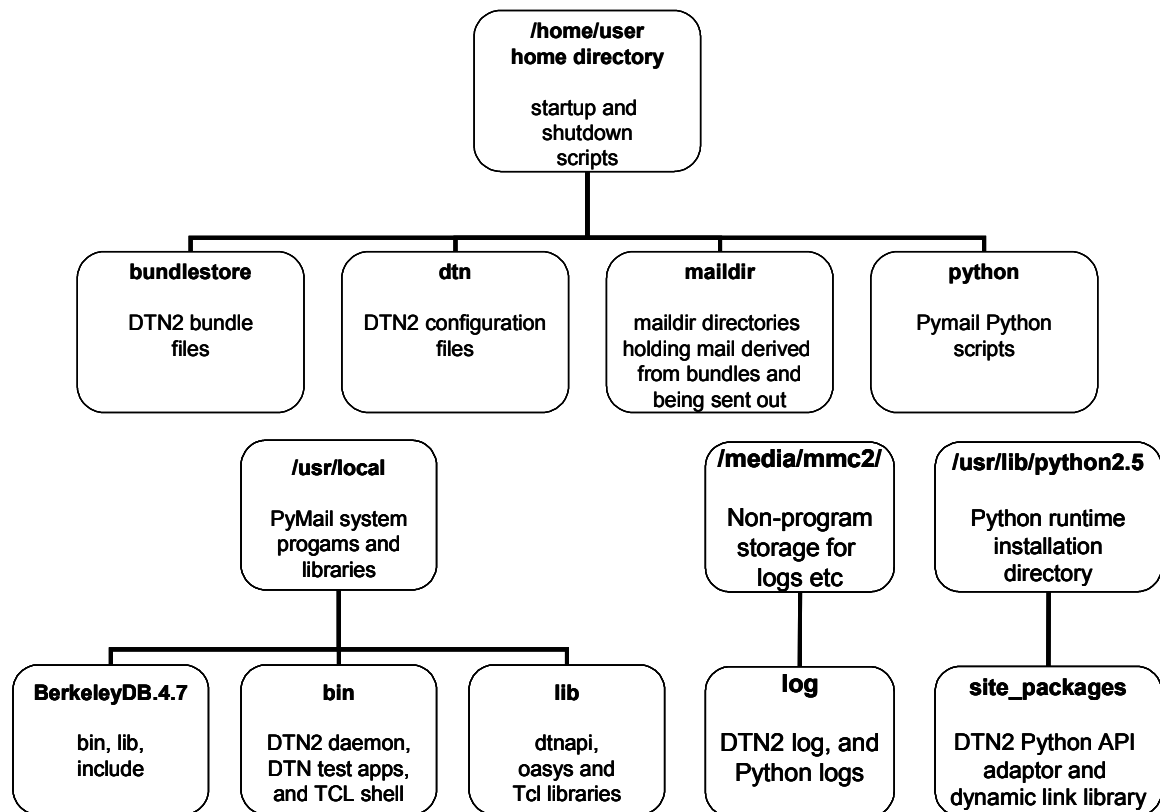 /home/user
home directory
startup and
shutdown
scripts
bundlestore
DTN2 bundle
files
dtn
DTN2 configuration
files
maildir
maildir directories
holding mail derived
from bundles and
being sent out
python
Pymail Python
scripts
/usr/local
PyMail system
progams and
libraries
/media/mmc2/
Non-program
storage for
logs etc
/usr/lib/python2.5
Python runtime
installation
directory
BerkeleyDB.4.7
bin, lib,
include
bin
DTN2 daemon,
DTN test apps,
and TCL shell
lib
dtnapi,
oasys and
Tcl libraries
log
DTN2 log, and
Python logs
site_packages
DTN2 Python API
adaptor and
dynamic link library